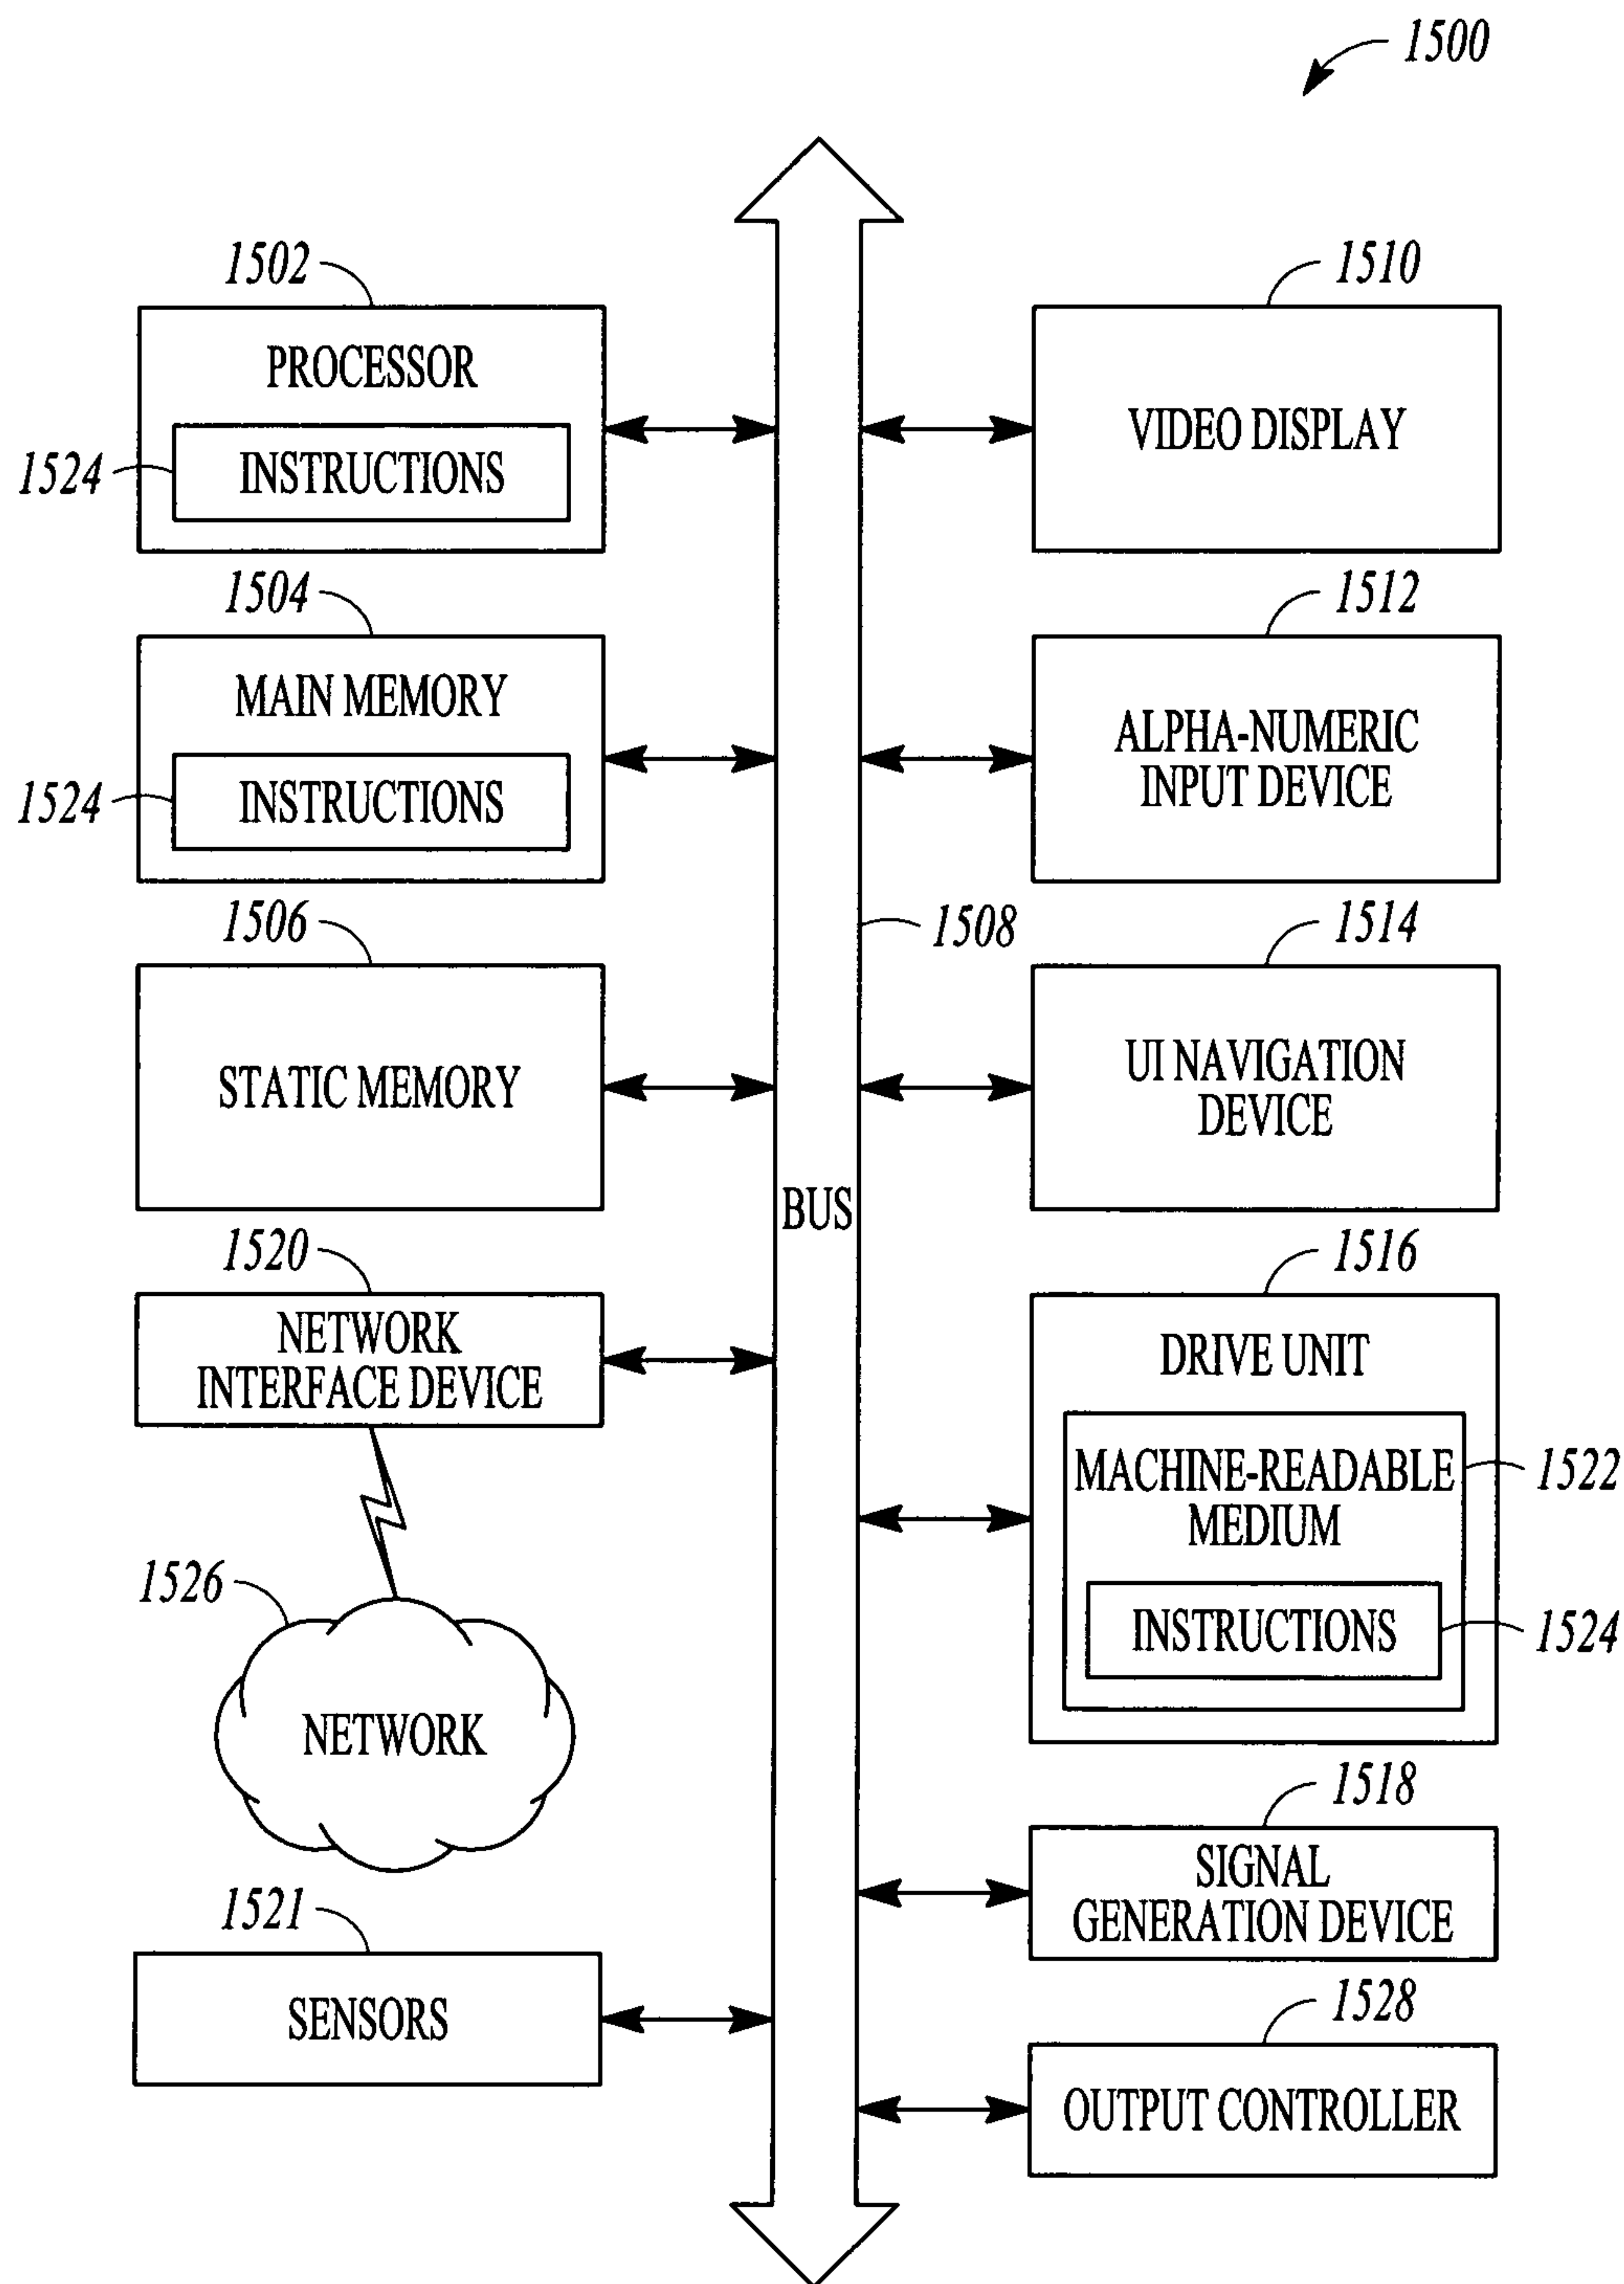 1500
1502
PROCESSOR
1524
INSTRUCTIONS
1504
MAIN MEMORY
1524
INSTRUCTIONS
1506
STATIC MEMORY
1520
NETWORK
INTERFACE DEVICE
1526
NETWORK
1521
SENSORS
BUS
1508
1510
VIDEO DISPLAY
1512
ALPHA-NUMERIC
INPUT DEVICE
1514
UI NAVIGATION
DEVICE
1516
DRIVE UNIT
MACHINE-READABLE
MEDIUM
1522
INSTRUCTIONS
1524
1518
SIGNAL
GENERATION DEVICE
1528
OUTPUT CONTROLLER